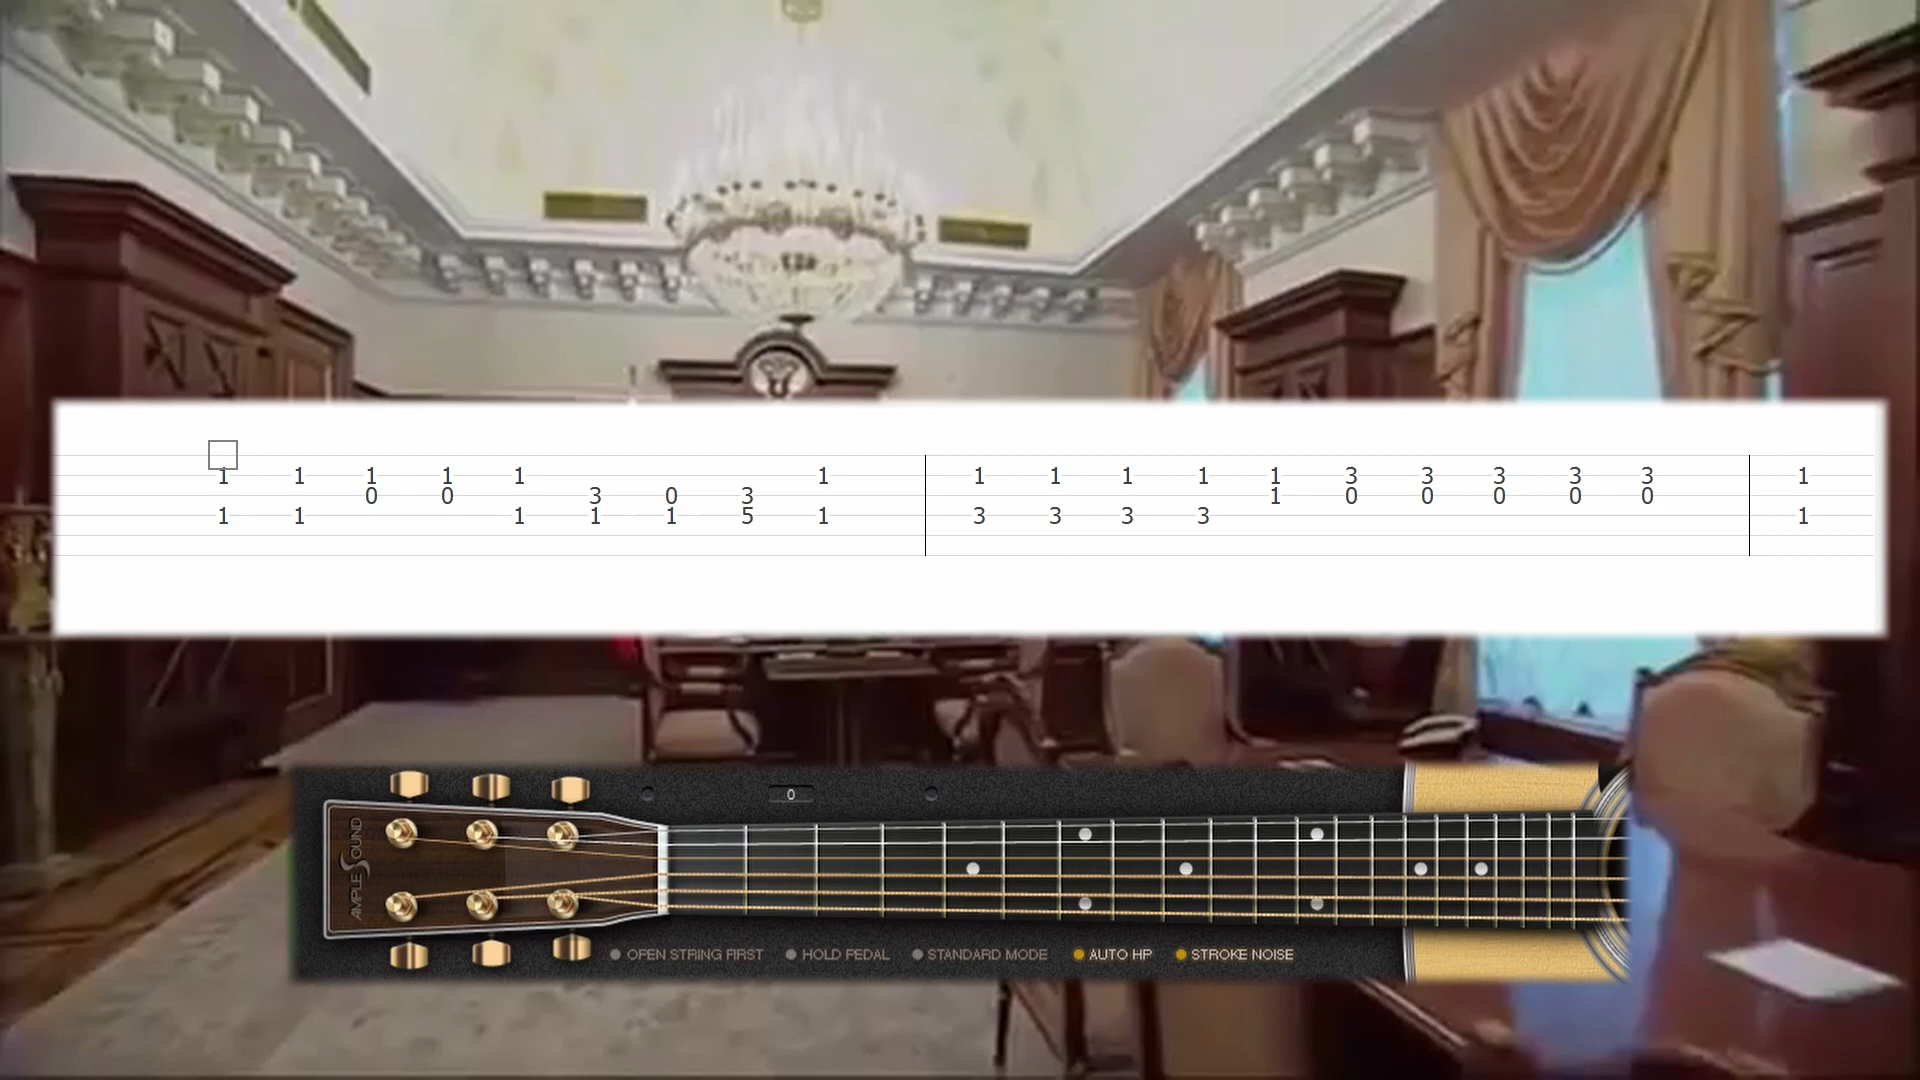 1 1 1 1 1 1 1 1 1 1 1 3 3 3 3 3 1
0 0 3 0 3 1 0 0 0 0 0
1 1 1 1 1 5 1 3 3 3 3 1
0
AMPLE SOUND
OPEN STRING FIRST HOLD PEDAL STANDARD MODE AUTO HP STROKE NOISE